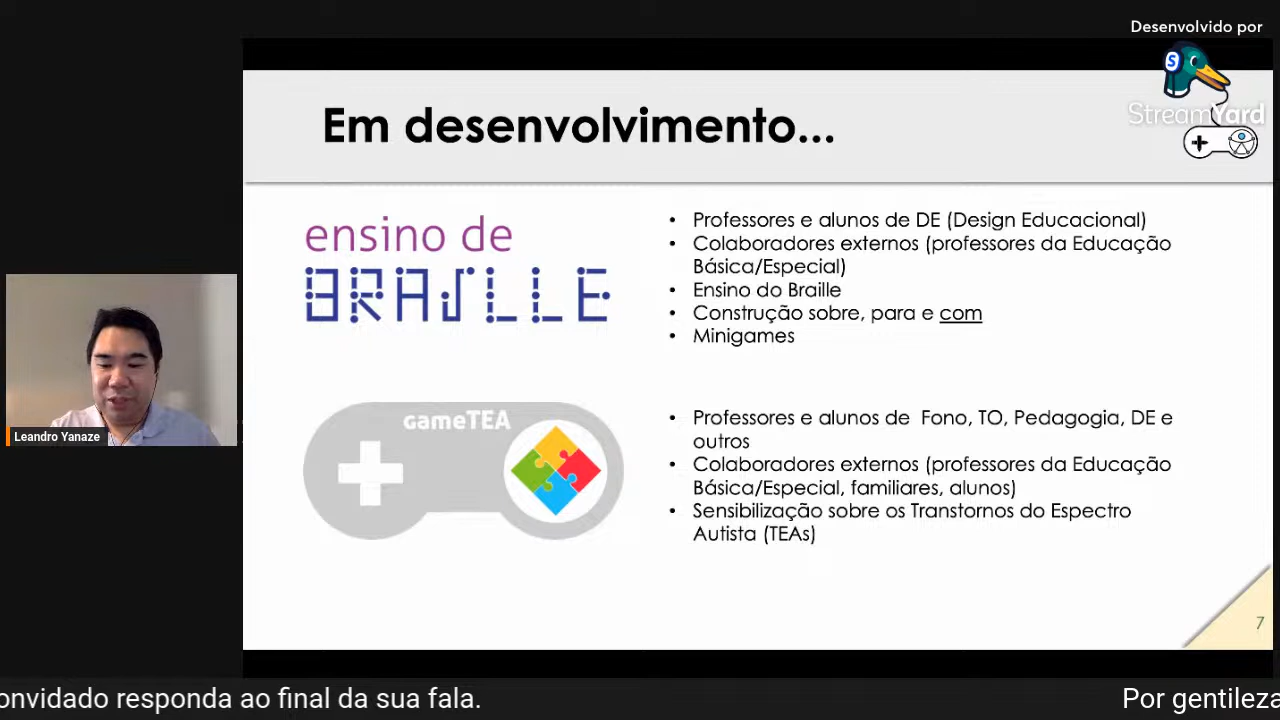 Desenvolvido por
StreamYard
Em desenvolvimento...
ensino de
BRAILLE
• Professores e alunos de DE (Design Educacional)
• Colaboradores externos (professores da Educação
Básica/Especial)
• Ensino do Braille
• Construção sobre, para e com
• Minigames
gameTEA
• Professores e alunos de Fono, TO, Pedagogia, DE e
outros
• Colaboradores externos (professores da Educação
Básica/Especial, familiares, alunos)
• Sensibilização sobre os Transtornos do Espectro
Autista (TEAs)
Leandro Yanaze
7
onvidado responda ao final da sua fala.
Por gentileza